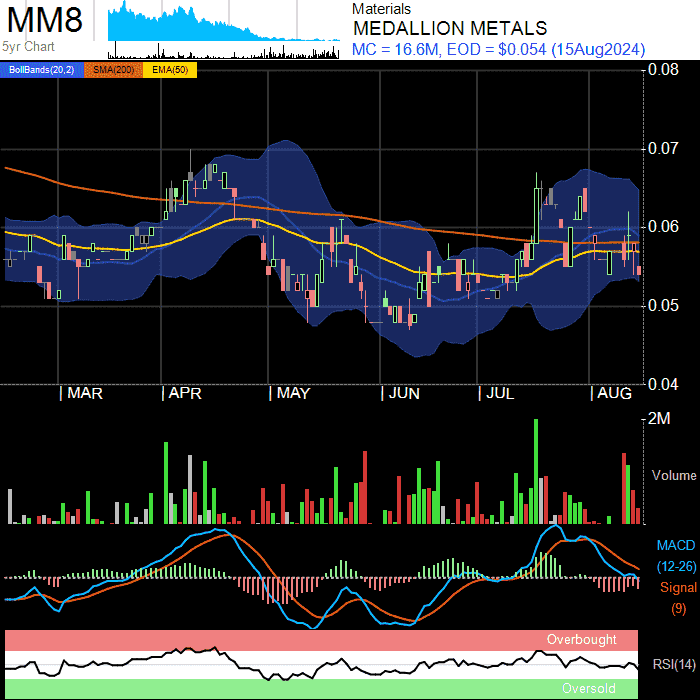 MM8
Materials
MEDALLION METALS
5yr Chart
MC = 16.6M, EOD = $0.054 (15Aug2024)
BollBands(20,2) SMA(200) EMA(50)
0.08
0.07
0.06
0.05
0.04
| MAR | APR | MAY | JUN | JUL | AUG
2M
Volume
MACD
(12-26)
Signal
(9)
Overbought
RSI(14)
Oversold